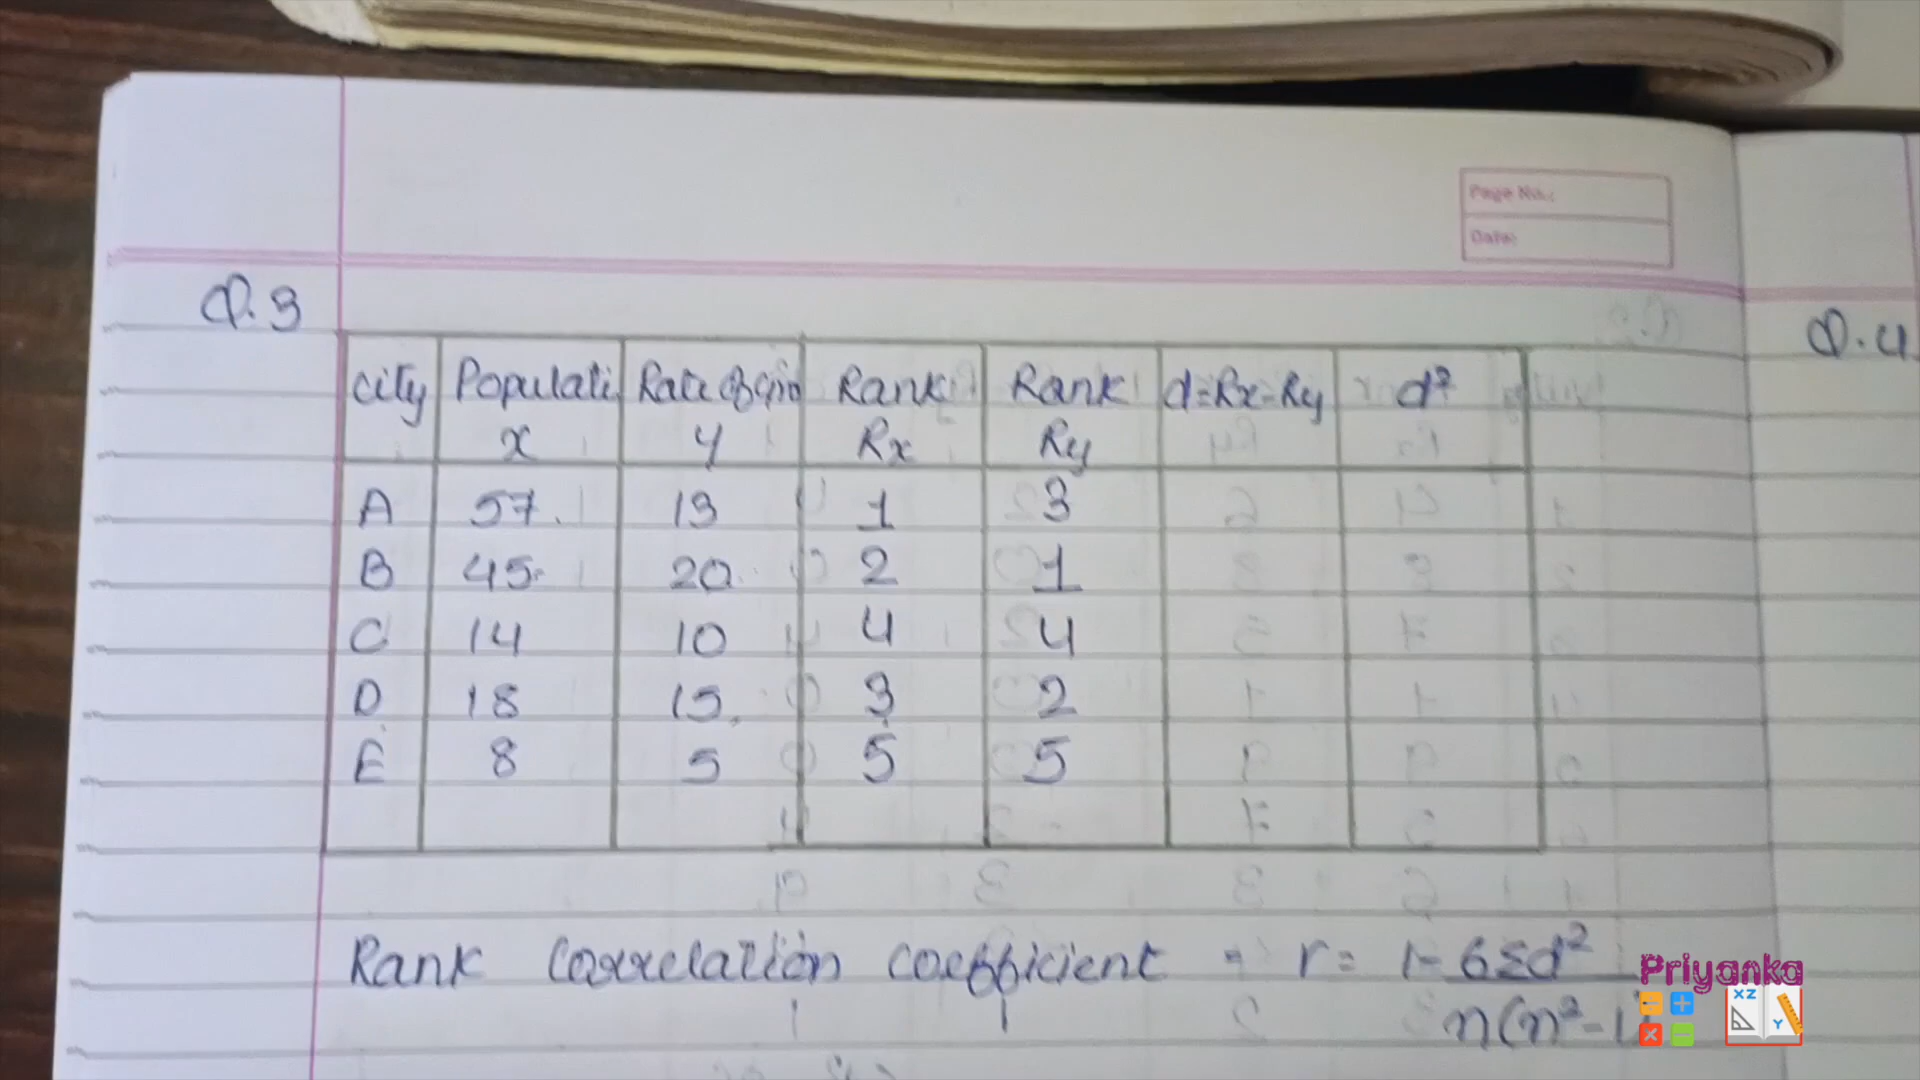 Page No.:
Date:
Q.3
Q.4
city Populati Rate of gro Rank Rank d=Rx-Ry d²
x y Rx Ry
A 57 13 1 3
B 45 20 2 1
C 14 10 4 4
D 18 15 3 2
E 8 5 5 5
Rank Correlation coefficient = r = 1- 6Σd²
n(n²-1)
Priyanka
XZ
Y